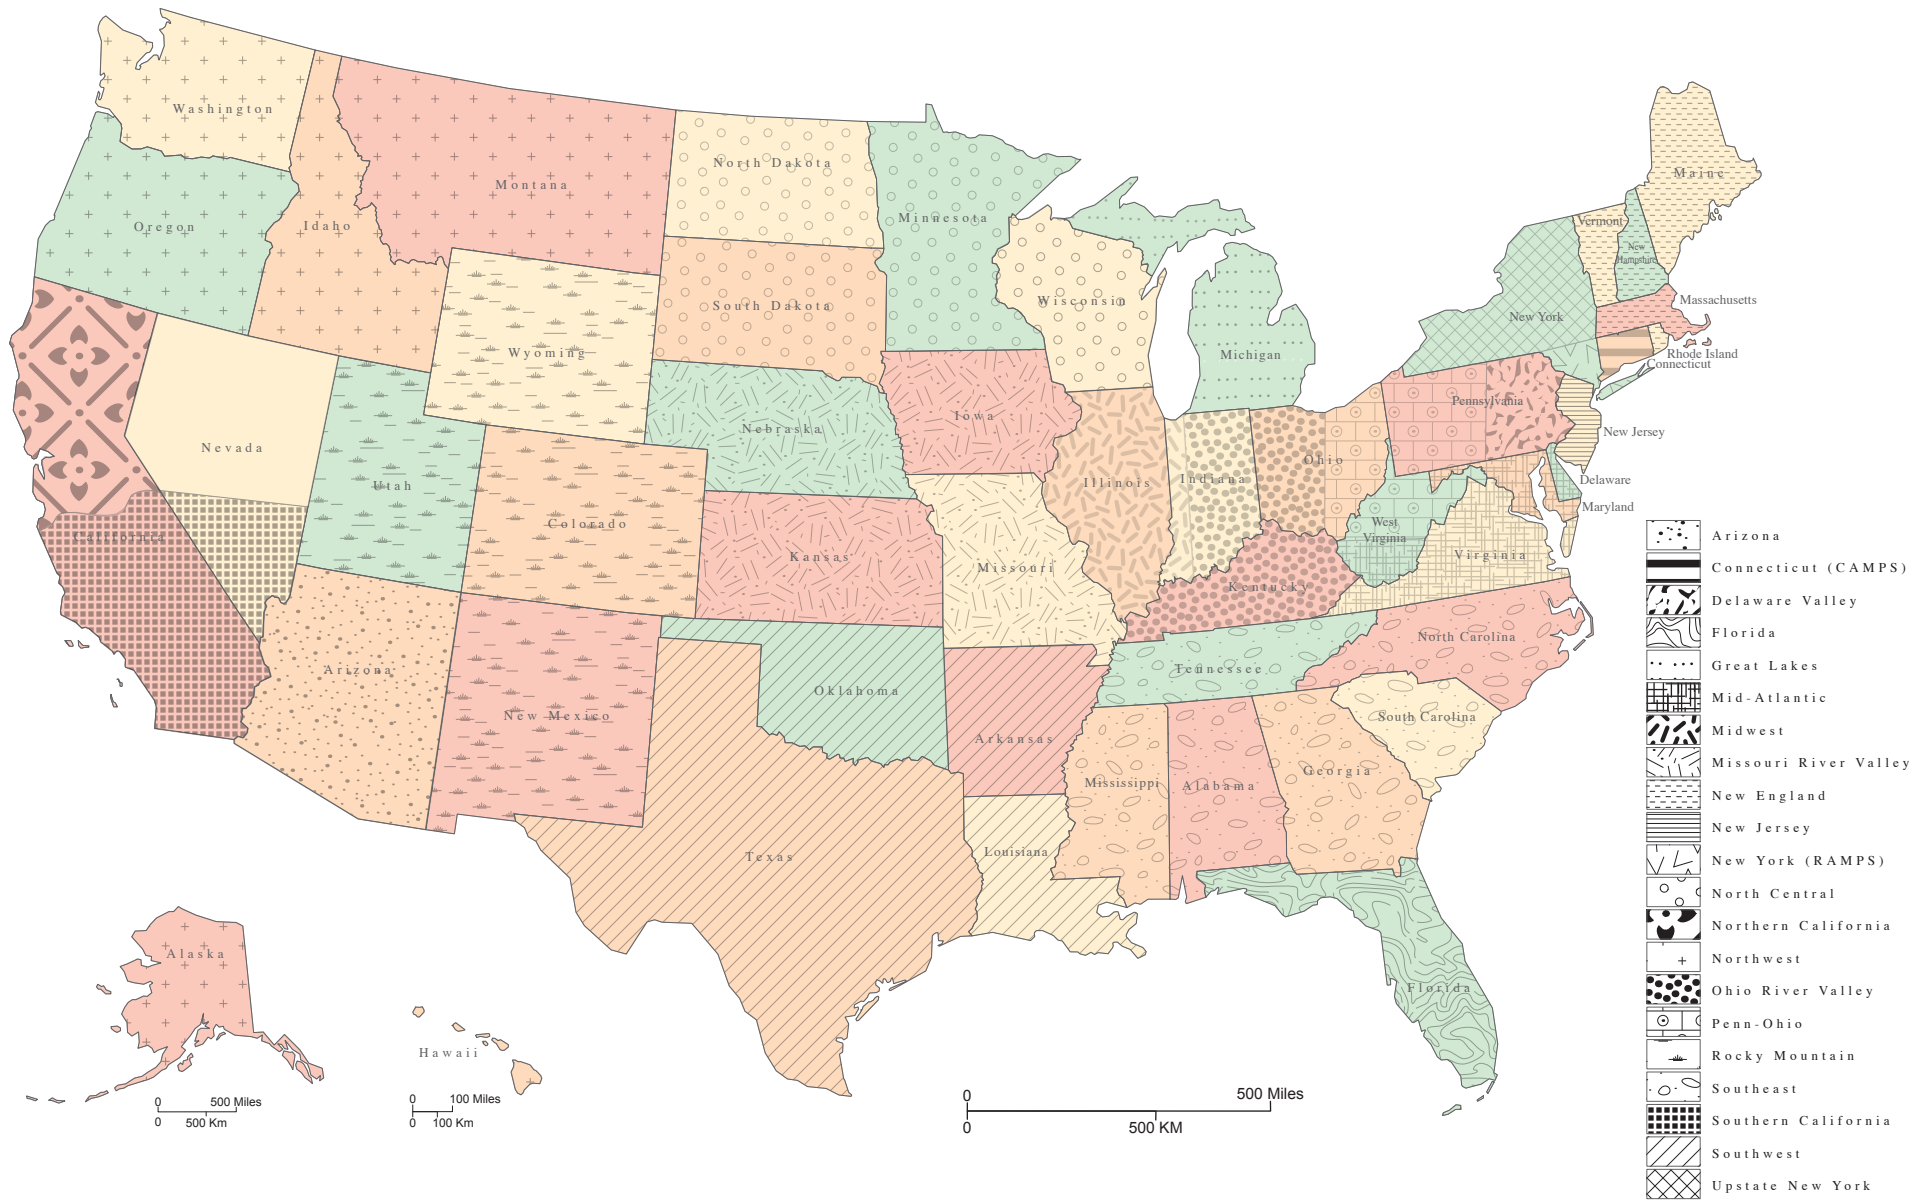 Washington
Oregon
Idaho
Montana
North Dakota
Minnesota
South Dakota
Wisconsin
Wyoming
Michigan
Maine
Vermont
New
Hampshire
New York
Massachusetts
Rhode Island
Connecticut
Nevada
Utah
Colorado
Nebraska
Iowa
Illinois
Indiana
Ohio
Pennsylvania
New Jersey
Delaware
Maryland
West
Virginia
Virginia
California
Kansas
Missouri
Kentucky
Arizona
New Mexico
Oklahoma
Arkansas
Tennessee
North Carolina
South Carolina
Texas
Louisiana
Mississippi
Alabama
Georgia
Florida
Alaska
Hawaii
0 500 Miles
0 500 Km
0 100 Miles
0 100 Km
0 500 Miles
0 500 KM
Arizona
Connecticut (CAMPS)
Delaware Valley
Florida
Great Lakes
Mid-Atlantic
Midwest
Missouri River Valley
New England
New Jersey
New York (RAMPS)
North Central
Northern California
Northwest
Ohio River Valley
Penn-Ohio
Rocky Mountain
Southeast
Southern California
Southwest
Upstate New York